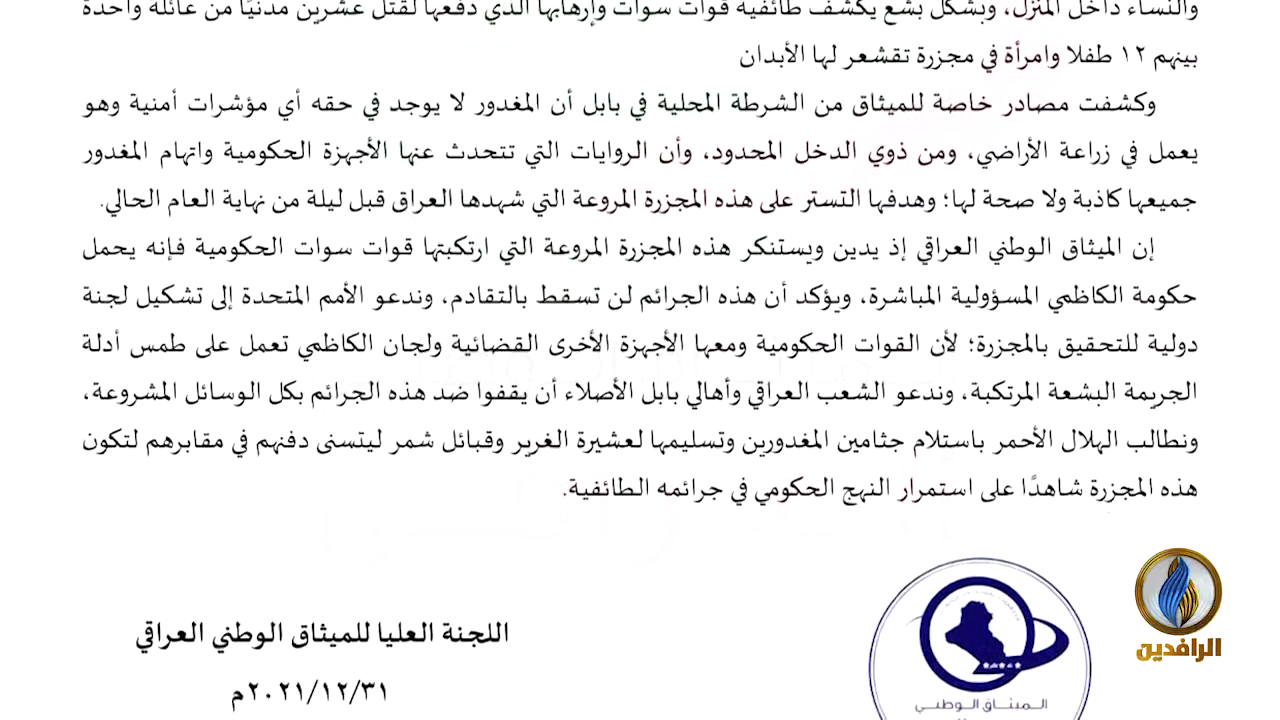 والنساء داخل المنزل، وبشكل بشع يكشف طائفية قوات سوات وإرهابها الذي دفعها لقتل عشرين مدنيًا من عائلة واحدة
بينهم ١٢ طفلا وامرأة في مجزرة تقشعر لها الأبدان
وكشفت مصادر خاصة للميثاق من الشرطة المحلية في بابل أن المغدور لا يوجد في حقه أي مؤشرات أمنية وهو
يعمل في زراعة الأراضي، ومن ذوي الدخل المحدود، وأن الروايات التي تتحدث عنها الأجهزة الحكومية واتهام المغدور
جميعها كاذبة ولا صحة لها؛ وهدفها التستر على هذه المجزرة المروعة التي شهدها العراق قبل ليلة من نهاية العام الحالي.
إن الميثاق الوطني العراقي إذ يدين ويستنكر هذه المجزرة المروعة التي ارتكبتها قوات سوات الحكومية فإنه يحمل
حكومة الكاظمي المسؤولية المباشرة، ويؤكد أن هذه الجرائم لن تسقط بالتقادم، وندعو الأمم المتحدة إلى تشكيل لجنة
دولية للتحقيق بالمجزرة؛ لأن القوات الحكومية ومعها الأجهزة الأخرى القضائية ولجان الكاظمي تعمل على طمس أدلة
الجريمة البشعة المرتكبة، وندعو الشعب العراقي وأهالي بابل الأصلاء أن يقفوا ضد هذه الجرائم بكل الوسائل المشروعة،
ونطالب الهلال الأحمر باستلام جثامين المغدورين وتسليمها لعشيرة الغرير وقبائل شمر ليتسنى دفنهم في مقابرهم لتكون
هذه المجزرة شاهدًا على استمرار النهج الحكومي في جرائمه الطائفية.
الرافدين
اللجنة العليا للميثاق الوطني العراقي
٢٠٢١/١٢/٣١م
الميثاق الوطني